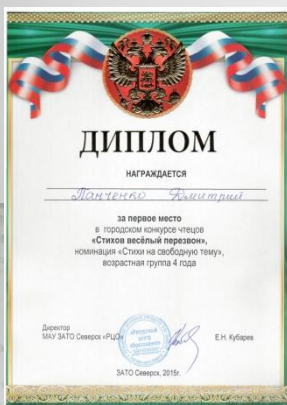 ДИПЛОМ
НАГРАЖДАЕТСЯ
Панченко Дмитрий
за первое место
в городском конкурсе чтецов
«Стихов весёлый перезвон»,
номинация «Стихи на свободную тему»,
возрастная группа 4 года
Директор
МАУ ЗАТО Северск «РЦО»
Е.Н. Кубарев
ЗАТО Северск, 2015г.